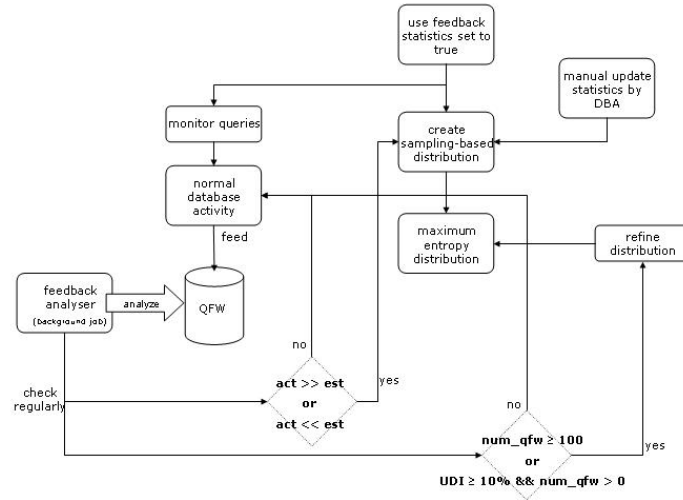 use feedback
statistics set to
true
manual update
statistics by
DBA
monitor queries
create
sampling-based
distribution
normal
database
activity
feed
maximum
entropy
distribution
refine
distribution
feedback
analyser
(background job)
analyze
QFW
no
check
regularly
act >> est
or
act << est
yes
no
num_qfw ≥ 100
or
UDI ≥ 10% && num_qfw > 0
yes